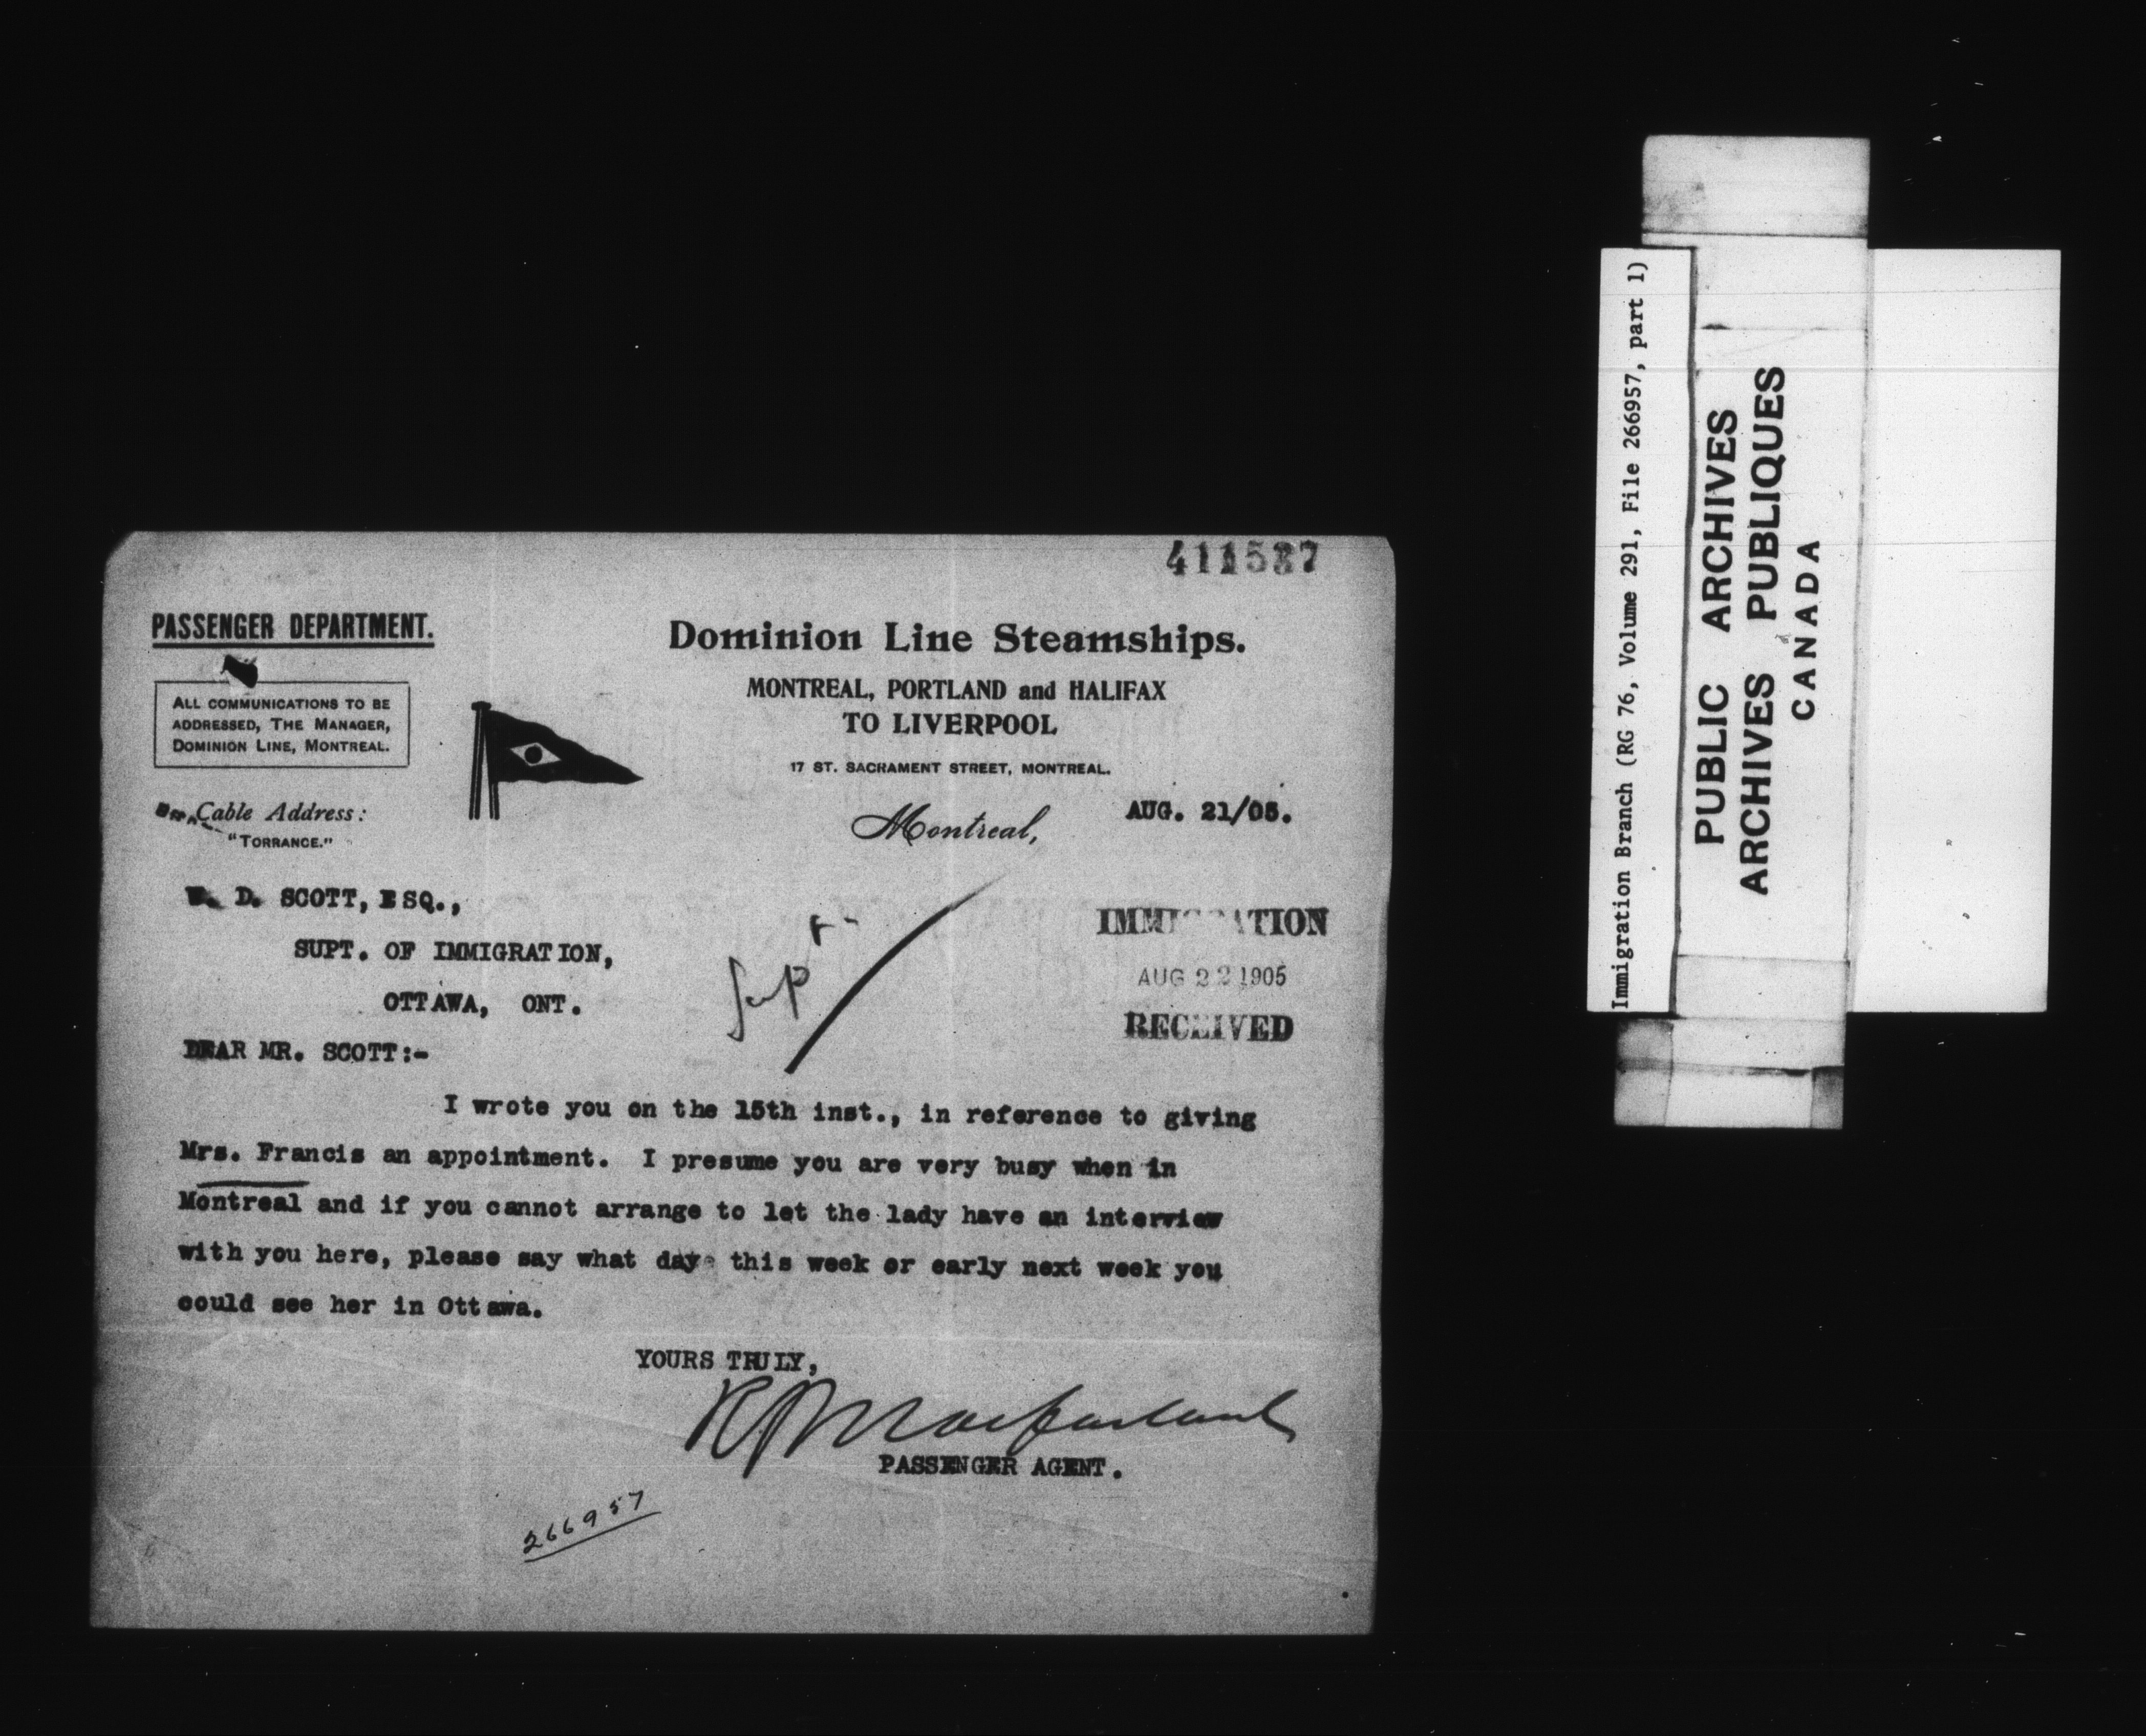 411537
PASSENGER DEPARTMENT.
ALL COMMUNICATIONS TO BE
ADDRESSED, THE MANAGER,
DOMINION LINE, MONTREAL.
Cable Address:
"TORRANCE."
Dominion Line Steamships.
MONTREAL, PORTLAND and HALIFAX
TO LIVERPOOL
17 ST. SACRAMENT STREET, MONTREAL.
Montreal, AUG. 21/05.
W. D. SCOTT, ESQ.,
SUPT. OF IMMIGRATION,
OTTAWA, ONT.
Supt
IMMIGRATION
AUG 22 1905
RECEIVED
DEAR MR. SCOTT:-
I wrote you on the 15th inst., in reference to giving
Mrs. Francis an appointment. I presume you are very busy when in
Montreal and if you cannot arrange to let the lady have an interview
with you here, please say what day this week or early next week you
could see her in Ottawa.
YOURS TRULY,
Macfarlane
PASSENGER AGENT.
266957
Immigration Branch (RG 76, Volume 291, File 266957, part 1)
PUBLIC ARCHIVES
ARCHIVES PUBLIQUES
CANADA